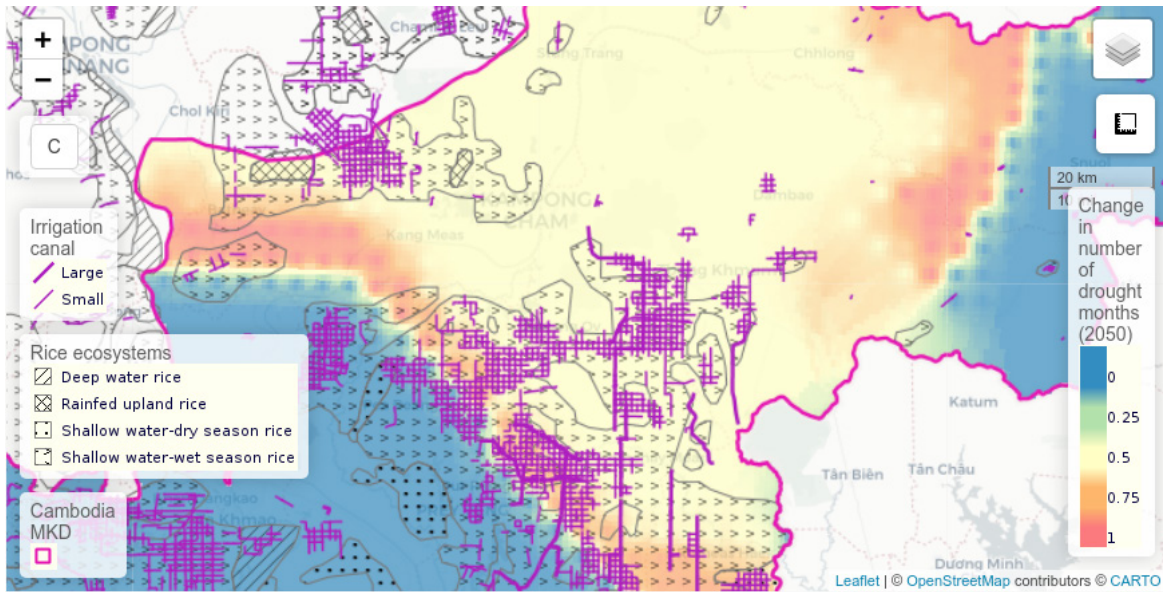 +
−
C
Irrigation
canal
Large
Small
Rice ecosystems
Deep water rice
Rainfed upland rice
Shallow water-dry season rice
Shallow water-wet season rice
Cambodia
MKD
Chol Kiri
Steng Trang
Chhlong
KAMPONG
CHAM
Kang Meas
Dambae
Snuol
20 km
Change
in
number
of
drought
months
(2050)
0
0.25
0.5
0.75
1
Katum
Tân Biên
Tân Châu
Dương Minh
Leaflet | © OpenStreetMap contributors © CARTO